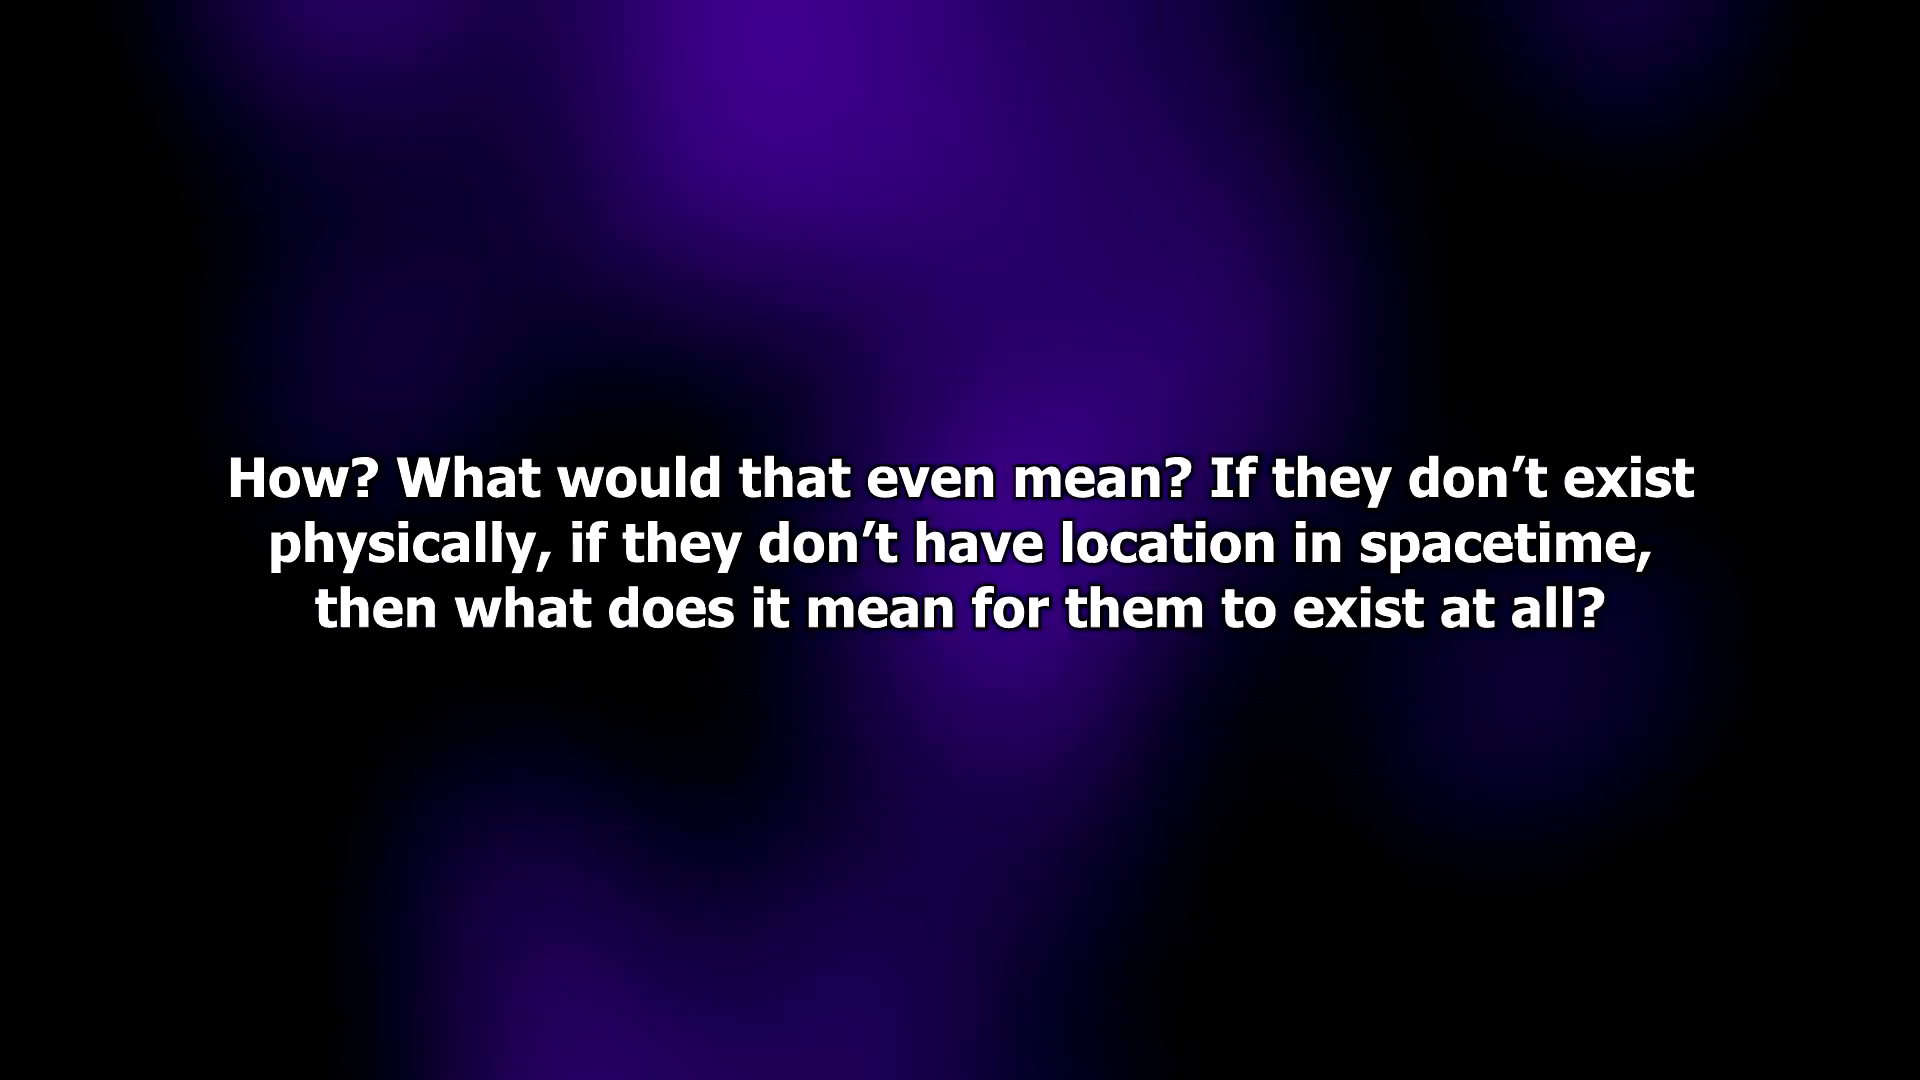 How? What would that even mean? If they don’t exist
physically, if they don’t have location in spacetime,
then what does it mean for them to exist at all?